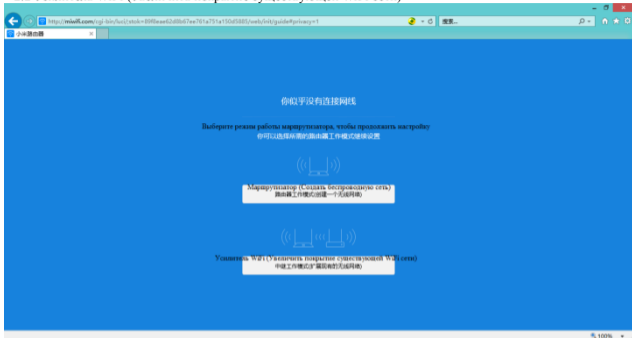 http://miwifi.com/cgi-bin/luci/
搜索...
小米路由器
你似乎没有连接网线
Выберите режим работы маршрутизатора, чтобы продолжить настройку
你可以选择所需的路由器工作模式继续设置
Маршрутизатор (Создать беспроводную сеть)
路由器工作模式(创建一个无线网络)
Усилитель WiFi (Увеличить покрытие существующей WiFi сети)
中继工作模式(扩展现有的无线网络)
100%